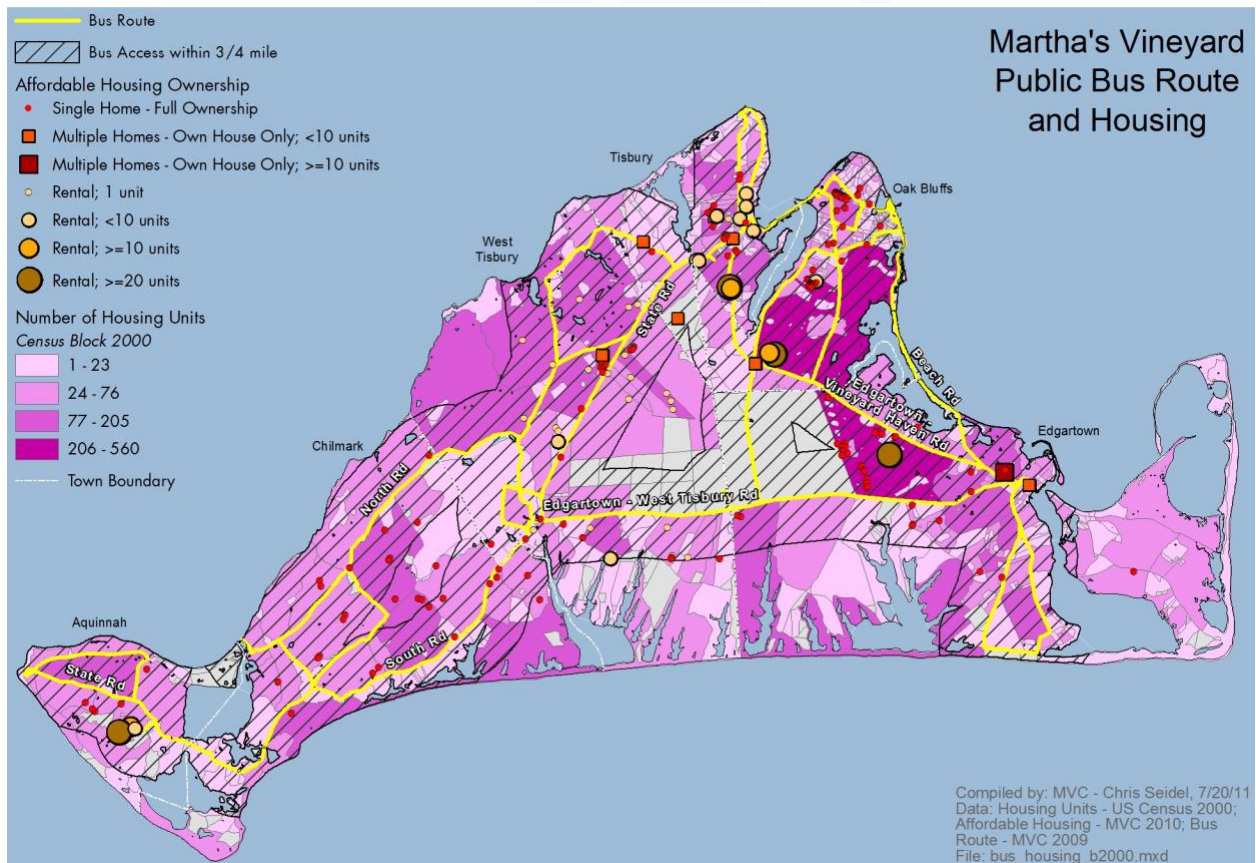 Bus Route
Bus Access within 3/4 mile
Affordable Housing Ownership
Single Home - Full Ownership
Multiple Homes - Own House Only; <10 units
Multiple Homes - Own House Only; >=10 units
Rental; 1 unit
Rental; <10 units
Rental; >=10 units
Rental; >=20 units
Number of Housing Units
Census Block 2000
1 - 23
24 - 76
77 - 205
206 - 560
Town Boundary
Martha's Vineyard
Public Bus Route
and Housing
Tisbury
Oak Bluffs
West
Tisbury
State Rd
Beach Rd
Edgartown -
Vineyard Haven Rd
Edgartown
Chilmark
North Rd
Edgartown - West Tisbury Rd
South Rd
Aquinnah
State Rd
Compiled by: MVC - Chris Seidel, 7/20/11
Data: Housing Units - US Census 2000;
Affordable Housing - MVC 2010; Bus
Route - MVC 2009
File: bus_housing_b2000.mxd